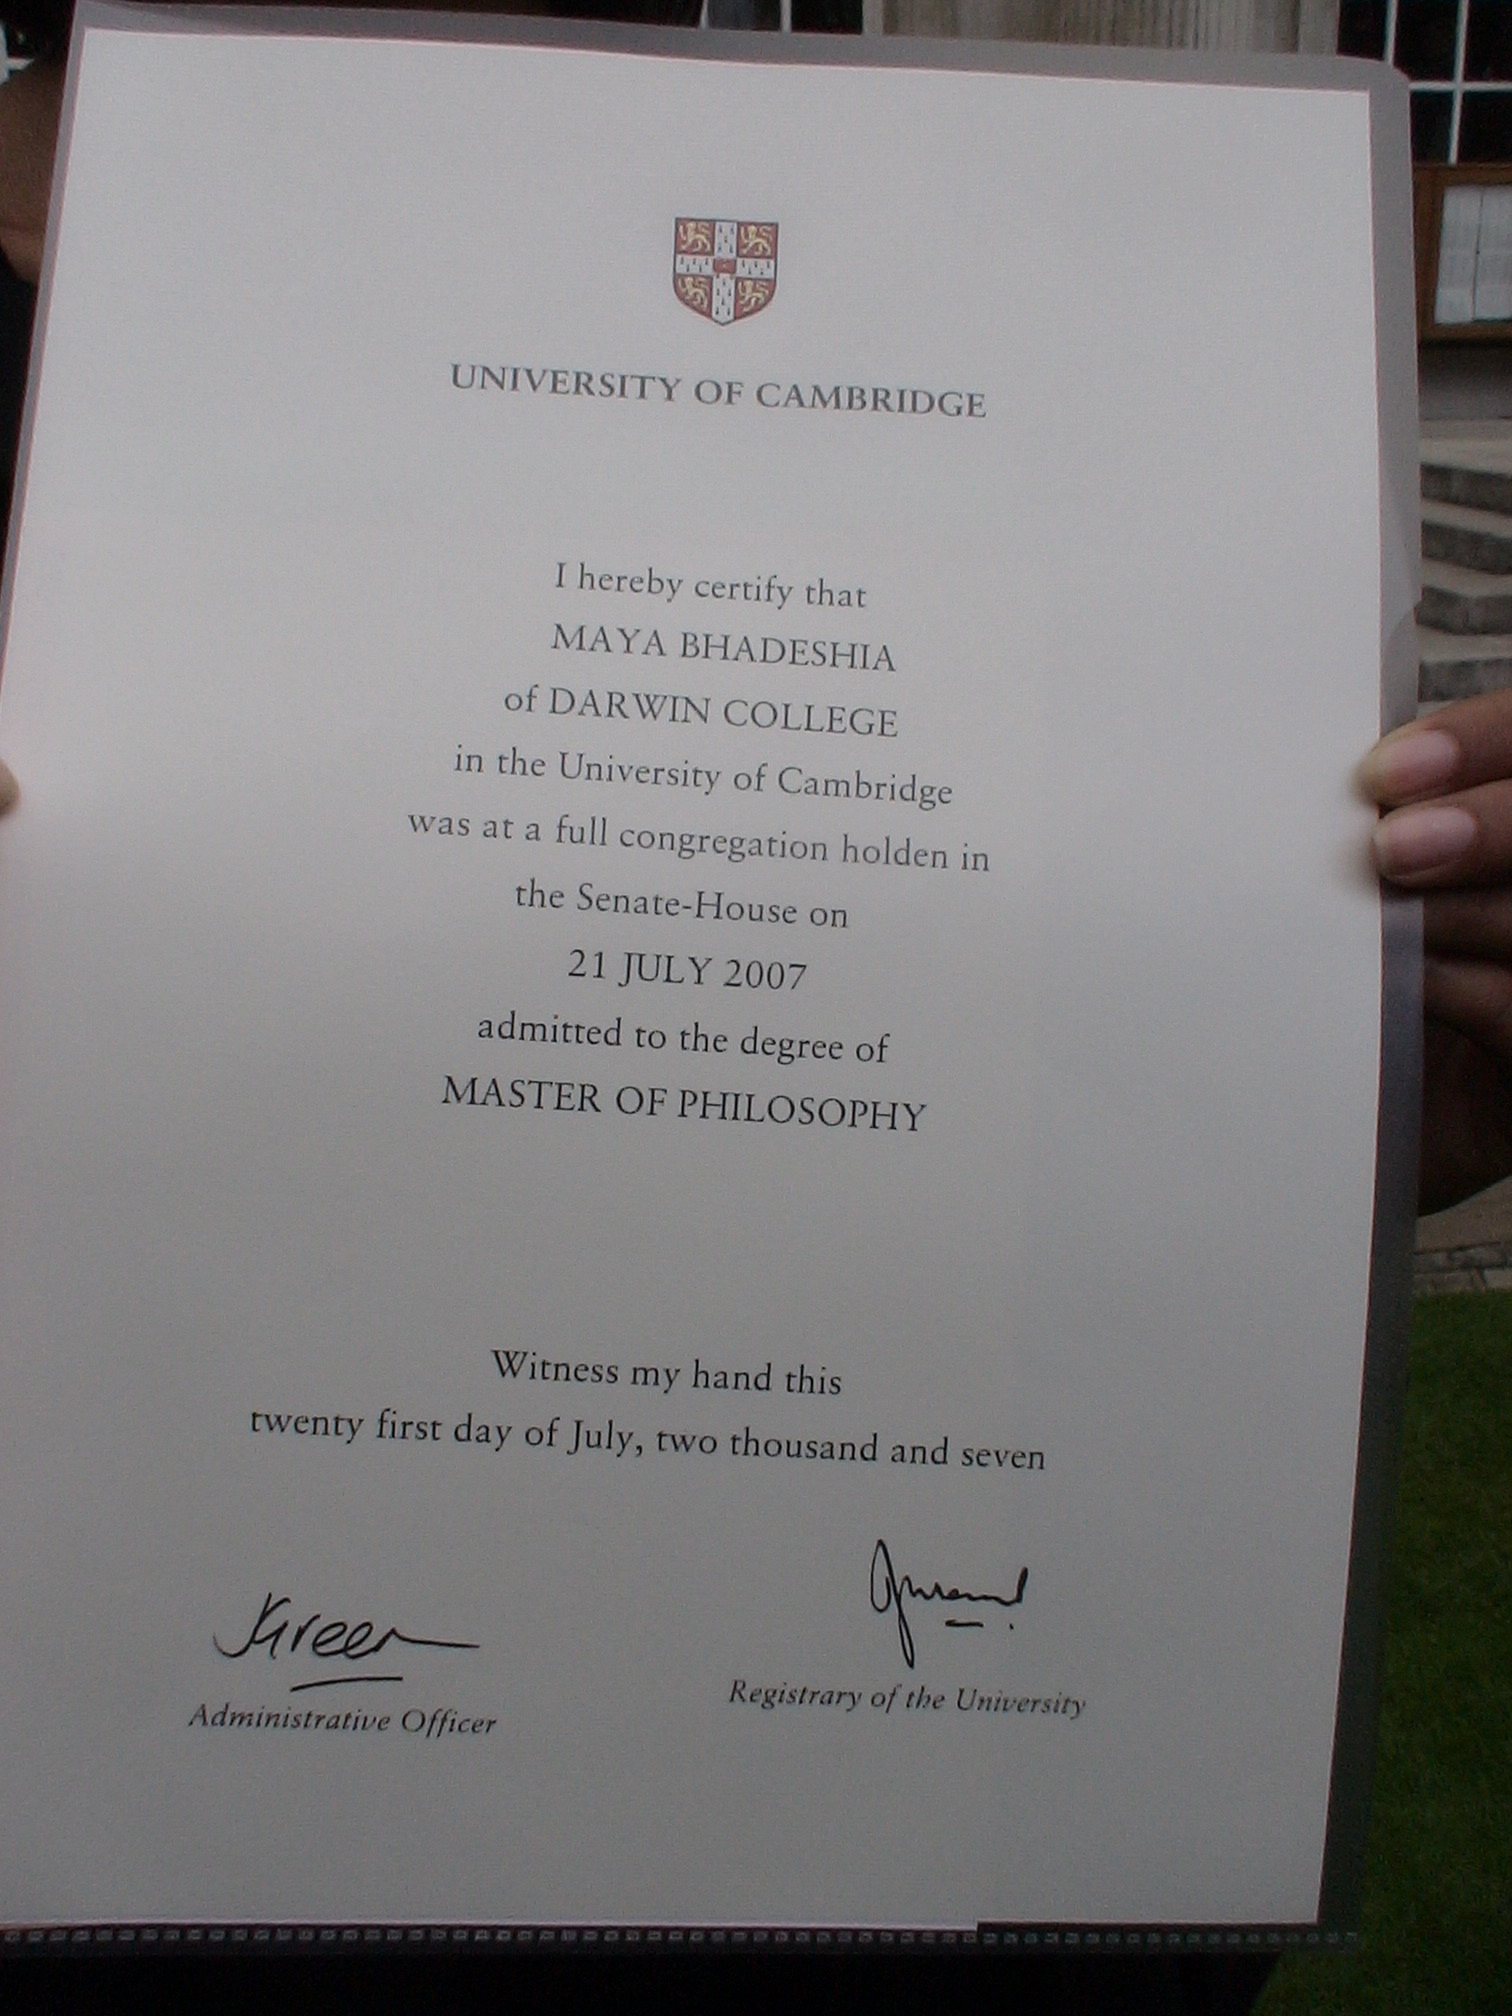 UNIVERSITY OF CAMBRIDGE
I hereby certify that
MAYA BHADESHIA
of DARWIN COLLEGE
in the University of Cambridge
was at a full congregation holden in
the Senate-House on
21 JULY 2007
admitted to the degree of
MASTER OF PHILOSOPHY
Witness my hand this
twenty first day of July, two thousand and seven
Administrative Officer
Registrary of the University